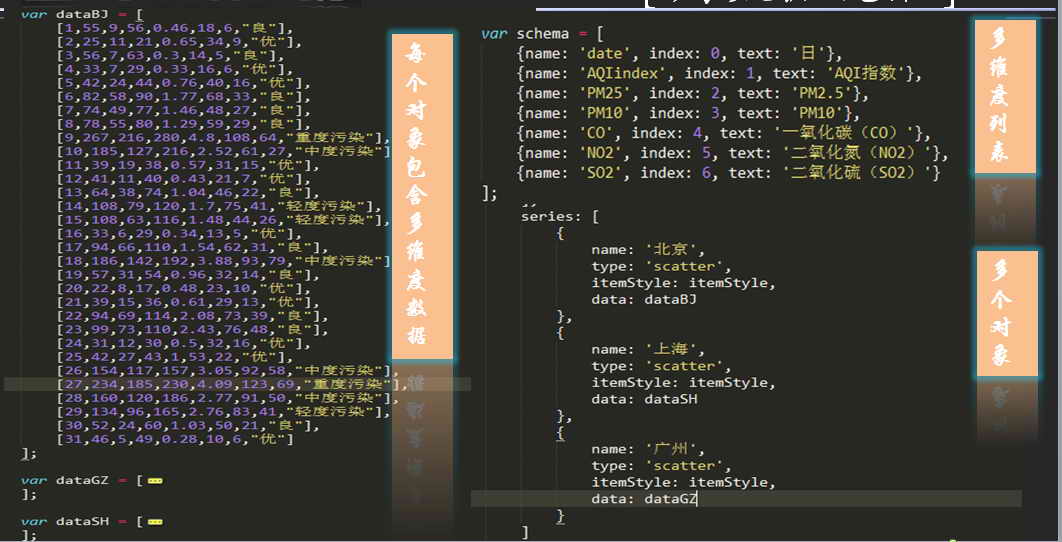 var dataBJ = [
[1,55,9,56,0.46,18,6,"良"],
[2,25,11,21,0.65,34,9,"优"],
[3,56,7,63,0.3,14,5,"良"],
[4,33,7,29,0.33,16,6,"优"],
[5,42,24,44,0.76,40,16,"优"],
[6,82,58,90,1.77,68,33,"良"],
[7,74,49,77,1.46,48,27,"良"],
[8,78,55,80,1.29,59,29,"良"],
[9,267,216,280,4.8,108,64,"重度污染"],
[10,185,127,216,2.52,61,27,"中度污染"]
[11,39,19,38,0.57,31,15,"优"],
[12,41,11,40,0.43,21,7,"优"],
[13,64,38,74,1.04,46,22,"良"],
[14,108,79,120,1.7,75,41,"轻度污染"],
[15,108,63,116,1.48,44,26,"轻度污染"],
[16,33,6,29,0.34,13,5,"优"],
[17,94,66,110,1.54,62,31,"良"],
[18,186,142,192,3.88,93,79,"中度污染"]
[19,57,31,54,0.96,32,14,"良"],
[20,22,8,17,0.48,23,10,"优"],
[21,39,15,36,0.61,29,13,"优"],
[22,94,69,114,2.08,73,39,"良"],
[23,99,73,110,2.43,76,48,"良"],
[24,31,12,30,0.5,32,16,"优"],
[25,42,27,43,1,53,22,"优"],
[26,154,117,157,3.05,92,58,"中度污染"],
[27,234,185,230,4.09,123,69,"重度污染"],
[28,160,120,186,2.77,91,50,"中度污染"],
[29,134,96,165,2.76,83,41,"轻度污染"],
[30,52,24,60,1.03,50,21,"良"],
[31,46,5,49,0.28,10,6,"优"]
];
var dataGZ = [
];
var dataSH = [
];
每个对象包含多维度数据
var schema = [
{name: 'date', index: 0, text: '日'},
{name: 'AQIindex', index: 1, text: 'AQI指数'},
{name: 'PM25', index: 2, text: 'PM2.5'},
{name: 'PM10', index: 3, text: 'PM10'},
{name: 'CO', index: 4, text: '一氧化碳（CO）'},
{name: 'NO2', index: 5, text: '二氧化氮（NO2）'},
{name: 'SO2', index: 6, text: '二氧化硫（SO2）'}
];
多维度列表
series: [
{
name: '北京',
type: 'scatter',
itemStyle: itemStyle,
data: dataBJ
},
{
name: '上海',
type: 'scatter',
itemStyle: itemStyle,
data: dataSH
},
{
name: '广州',
type: 'scatter',
itemStyle: itemStyle,
data: dataGZ
}
]
多个对象